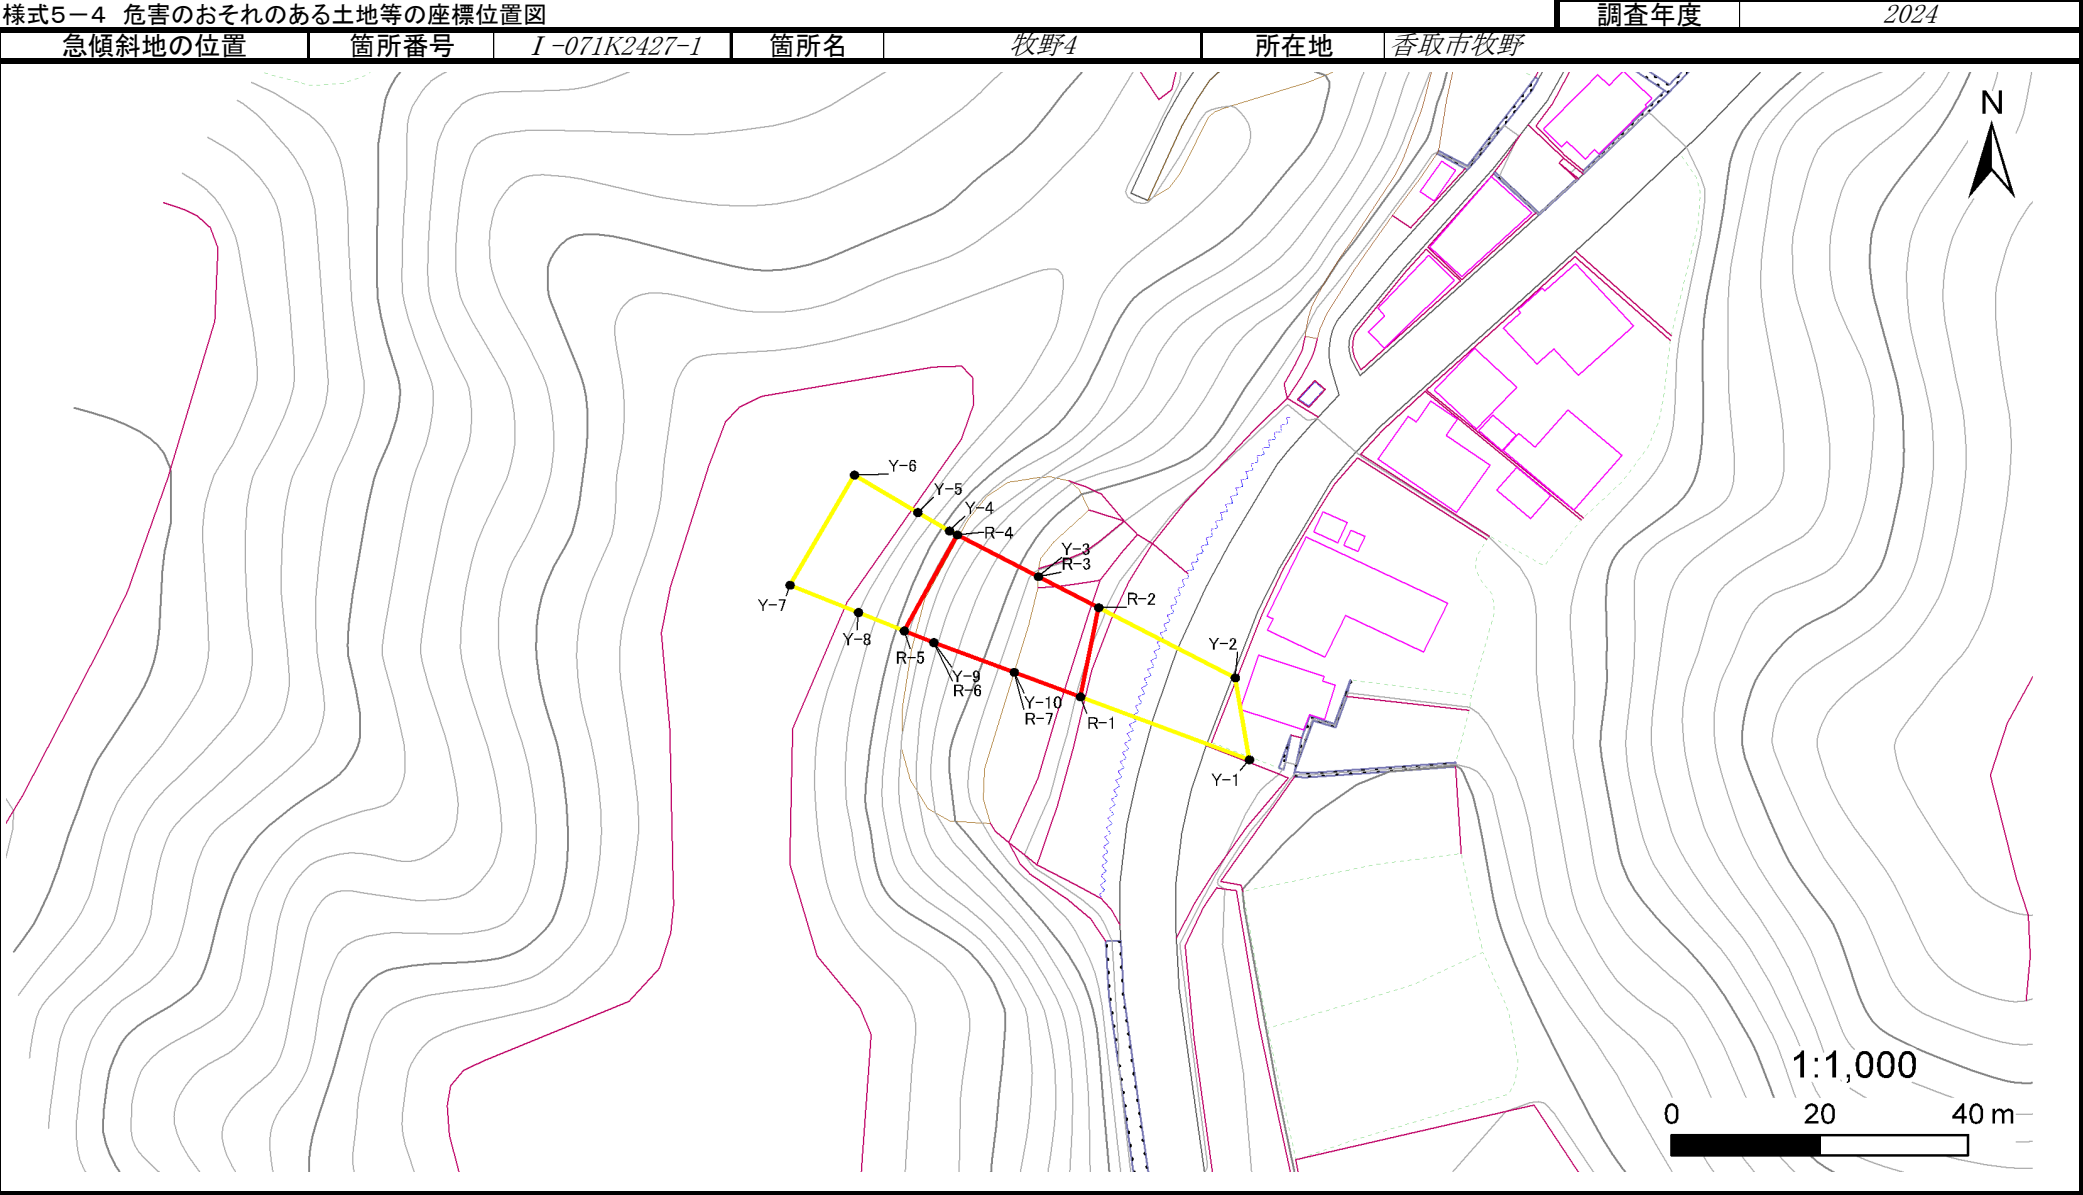 様式５－４ 危害のおそれのある土地等の座標位置図
調査年度 2024
急傾斜地の位置 箇所番号 Ⅰ-071K2427-1 箇所名 牧野4 所在地 香取市牧野
N
Y-6
Y-5
Y-4
R-4
Y-3
R-3
Y-7
R-2
Y-8
R-5
Y-2
Y-9
R-6
Y-10
R-7
R-1
Y-1
1:1,000
0 20 40 m